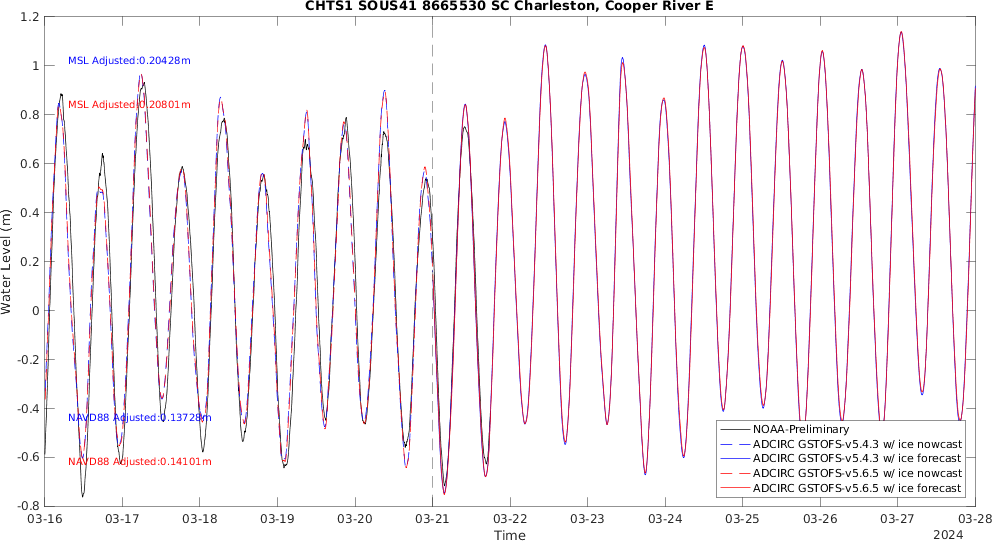 CHTS1 SOUS41 8665530 SC Charleston, Cooper River E
1.2
1
0.8
0.6
0.4
0.2
0
-0.2
-0.4
-0.6
-0.8
Water Level (m)
MSL Adjusted:0.20428m
MSL Adjusted:0.20801m
NAVD88 Adjusted:0.13728m
NAVD88 Adjusted:0.14101m
NOAA-Preliminary
ADCIRC GSTOFS-v5.4.3 w/ ice nowcast
ADCIRC GSTOFS-v5.4.3 w/ ice forecast
ADCIRC GSTOFS-v5.6.5 w/ ice nowcast
ADCIRC GSTOFS-v5.6.5 w/ ice forecast
03-16 03-17 03-18 03-19 03-20 03-21 03-22 03-23 03-24 03-25 03-26 03-27 03-28
Time
2024